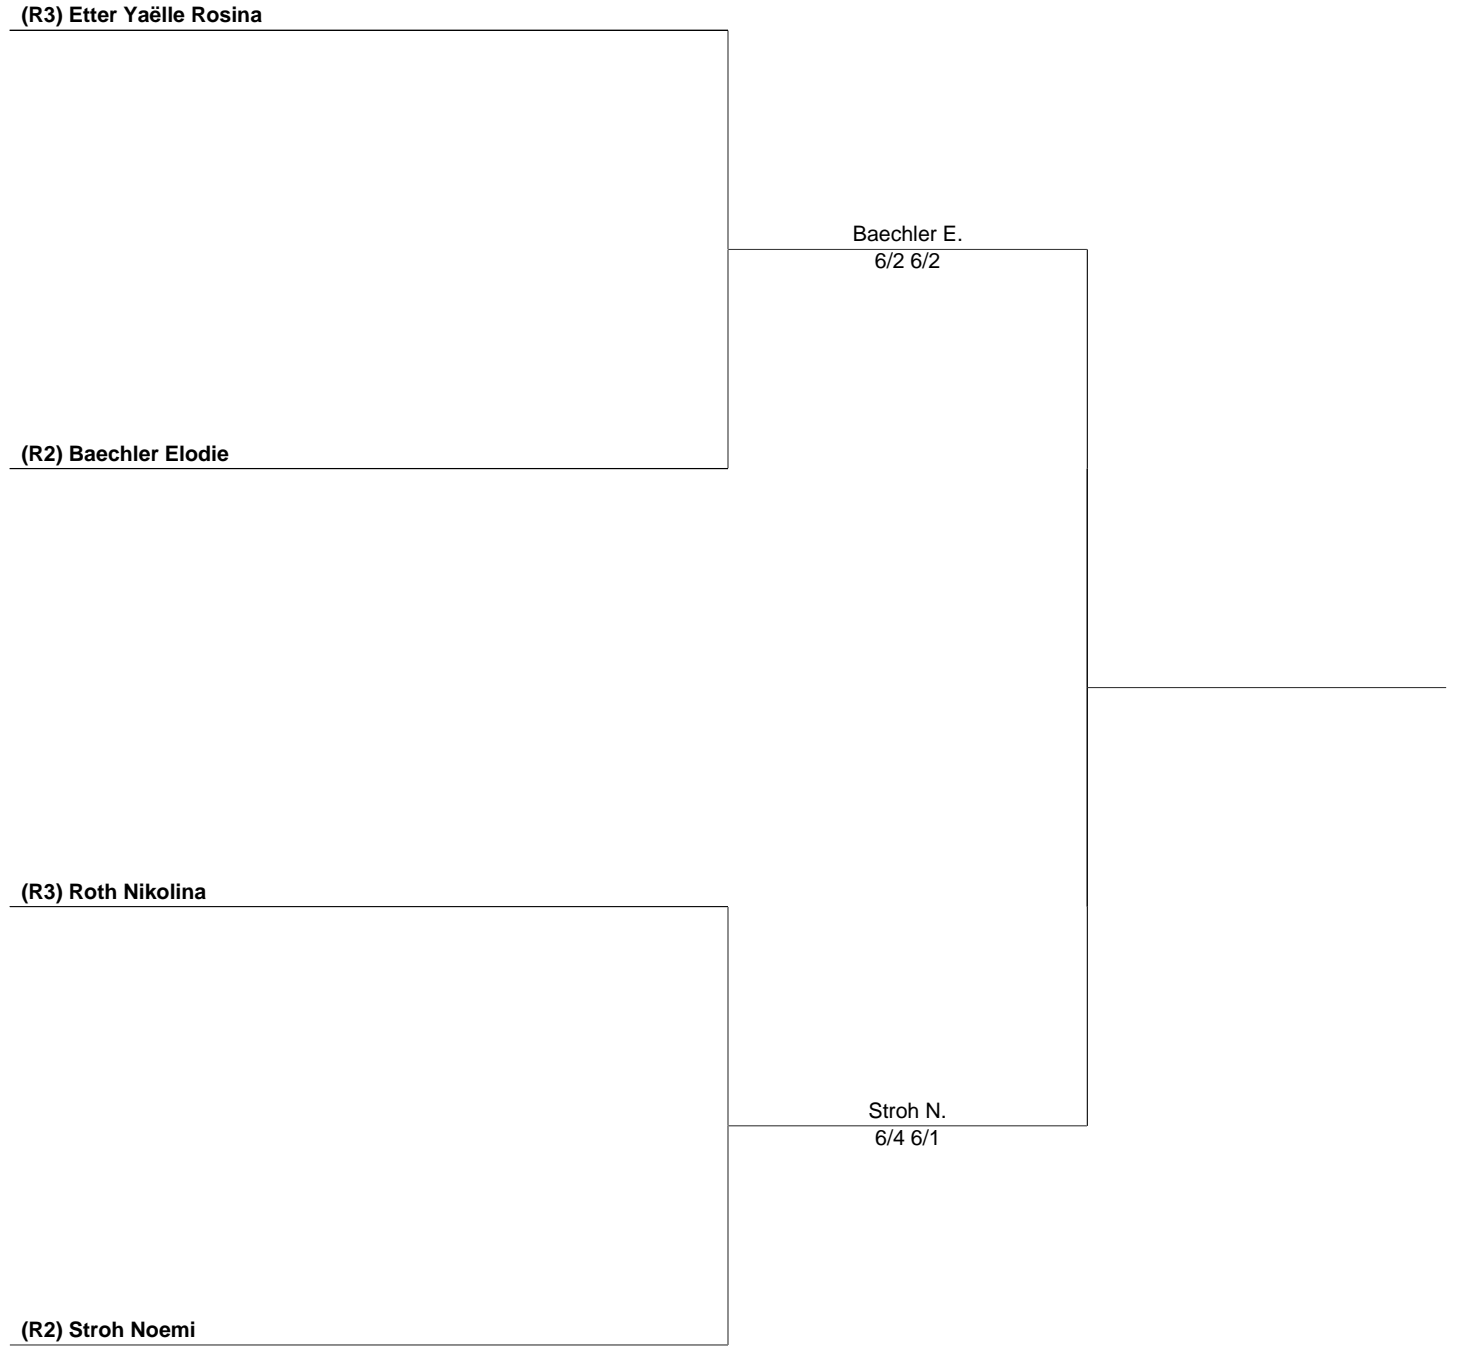 (R3) Etter Yaëlle Rosina
Baechler E.
6/2 6/2
(R2) Baechler Elodie
(R3) Roth Nikolina
Stroh N.
6/4 6/1
(R2) Stroh Noemi